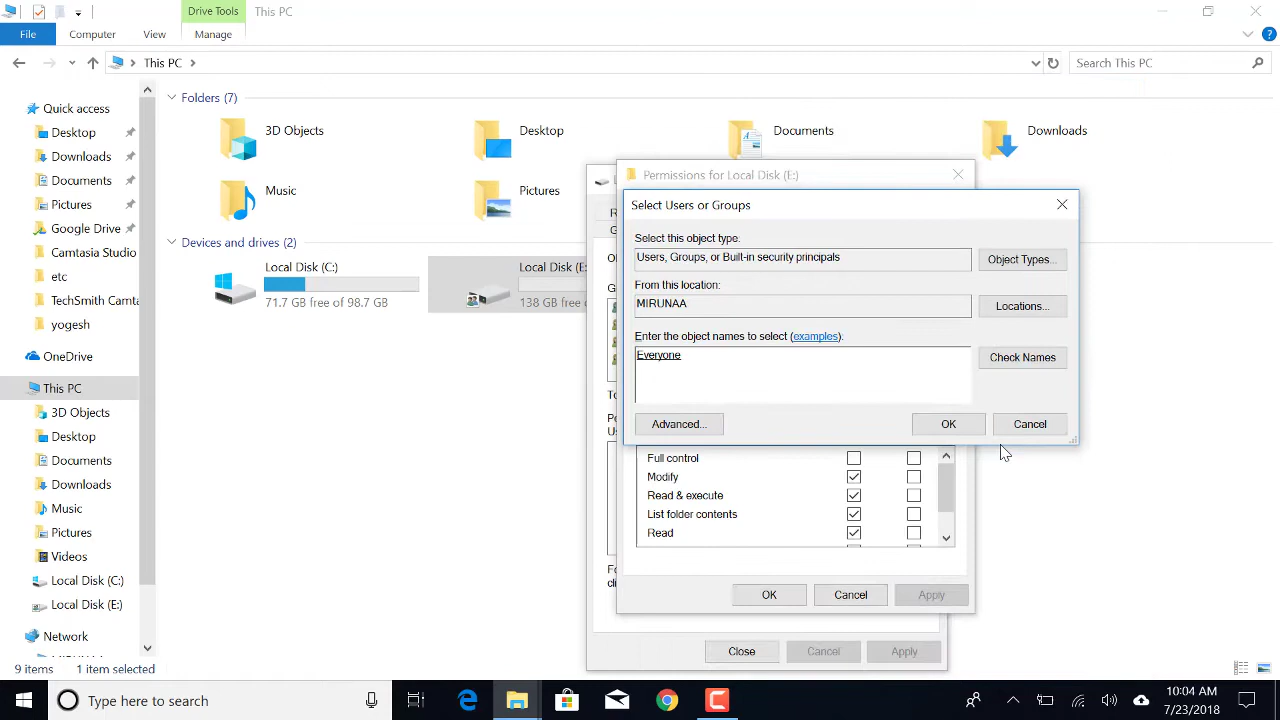 Drive Tools This PC
File Computer View Manage
This PC Search This PC
Quick access
Desktop
Downloads
Documents
Pictures
Google Drive
Camtasia Studio
etc
TechSmith Camta
yogesh
OneDrive
This PC
3D Objects
Desktop
Documents
Downloads
Music
Pictures
Videos
Local Disk (C:)
Local Disk (E:)
Network
Folders (7)
3D Objects Desktop Documents Downloads
Music Pictures
Devices and drives (2)
Local Disk (C:)
71.7 GB free of 98.7 GB
Local Disk (E:
138 GB free o
Permissions for Local Disk (E:)
Select Users or Groups
Select this object type:
Users, Groups, or Built-in security principals Object Types...
From this location:
MIRUNAA Locations...
Enter the object names to select (examples):
Everyone Check Names
Advanced... OK Cancel
Full control
Modify
Read & execute
List folder contents
Read
OK Cancel Apply
Close Cancel Apply
9 items 1 item selected
Type here to search
10:04 AM
7/23/2018